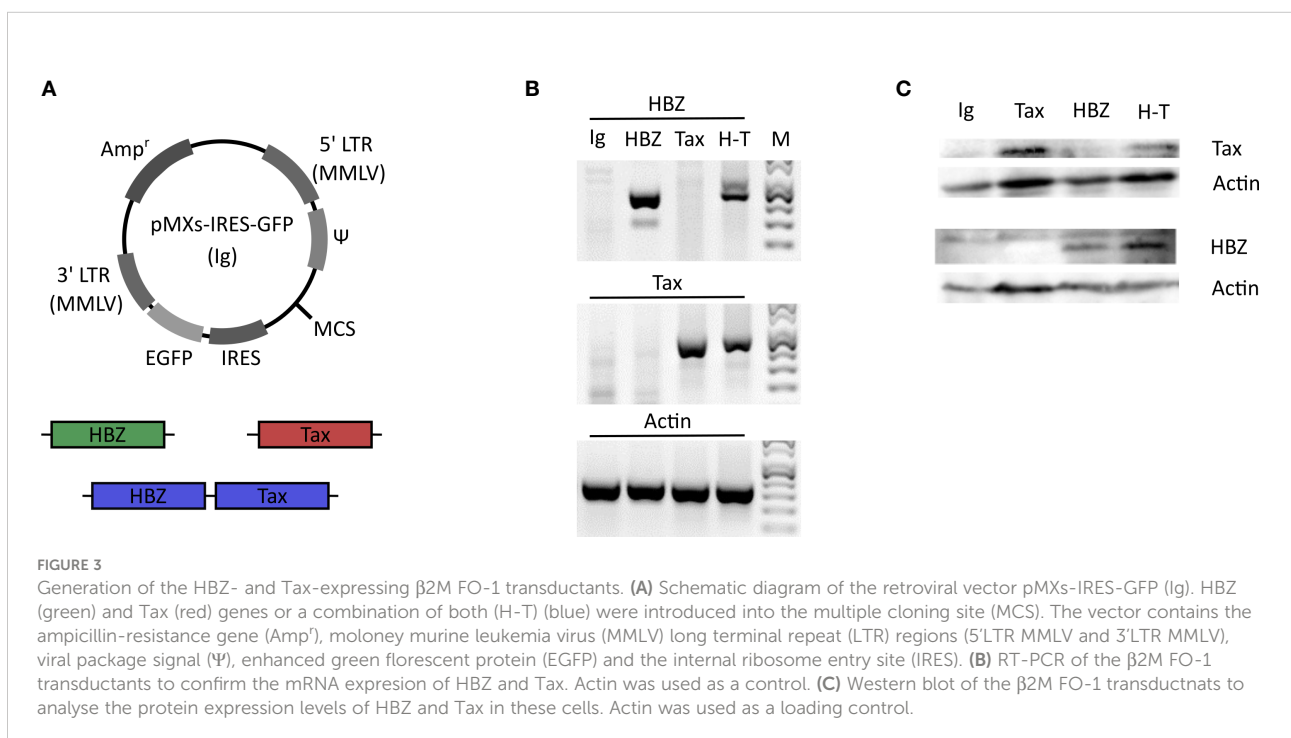 A
Ampʳ
5' LTR
(MMLV)
pMXs-IRES-GFP
(Ig)
Ψ
3' LTR
(MMLV)
MCS
EGFP
IRES
HBZ
Tax
HBZ
Tax
B
HBZ
Ig HBZ Tax H-T M
Tax
Actin
C
Ig Tax HBZ H-T
Tax
Actin
HBZ
Actin
FIGURE 3
Generation of the HBZ- and Tax-expressing β2M FO-1 transductants. (A) Schematic diagram of the retroviral vector pMXs-IRES-GFP (Ig). HBZ
(green) and Tax (red) genes or a combination of both (H-T) (blue) were introduced into the multiple cloning site (MCS). The vector contains the
ampicillin-resistance gene (Ampʳ), moloney murine leukemia virus (MMLV) long terminal repeat (LTR) regions (5'LTR MMLV and 3'LTR MMLV),
viral package signal (Ψ), enhanced green florescent protein (EGFP) and the internal ribosome entry site (IRES). (B) RT-PCR of the β2M FO-1
transductants to confirm the mRNA expresion of HBZ and Tax. Actin was used as a control. (C) Western blot of the β2M FO-1 transductnats to
analyse the protein expression levels of HBZ and Tax in these cells. Actin was used as a loading control.